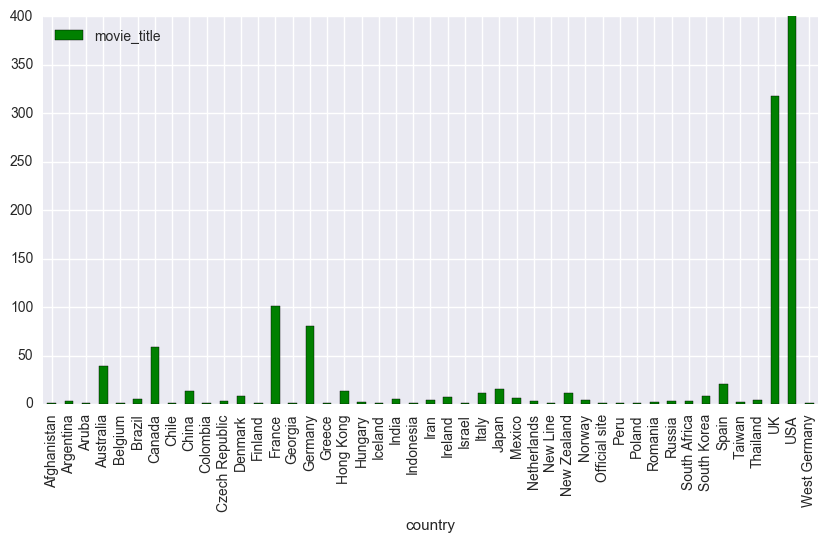 400
350
300
250
200
150
100
50
0
movie_title
Afghanistan
Argentina
Aruba
Australia
Belgium
Brazil
Canada
Chile
China
Colombia
Czech Republic
Denmark
Finland
France
Georgia
Germany
Greece
Hong Kong
Hungary
Iceland
India
Indonesia
Iran
Ireland
Israel
Italy
Japan
Mexico
Netherlands
New Line
New Zealand
Norway
Official site
Peru
Poland
Romania
Russia
South Africa
South Korea
Spain
Taiwan
Thailand
UK
USA
West Germany
country